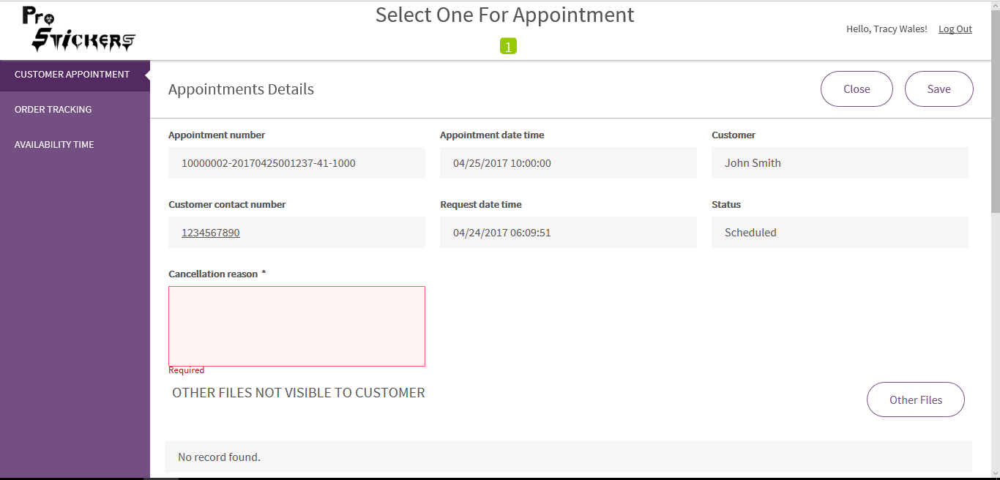 Pro
Stickers
Select One For Appointment
1
Hello, Tracy Wales! Log Out
CUSTOMER APPOINTMENT
ORDER TRACKING
AVAILABILITY TIME
Appointments Details
Close
Save
Appointment number
10000002-20170425001237-41-1000
Appointment date time
04/25/2017 10:00:00
Customer
John Smith
Customer contact number
1234567890
Request date time
04/24/2017 06:09:51
Status
Scheduled
Cancellation reason *
Required
OTHER FILES NOT VISIBLE TO CUSTOMER
Other Files
No record found.